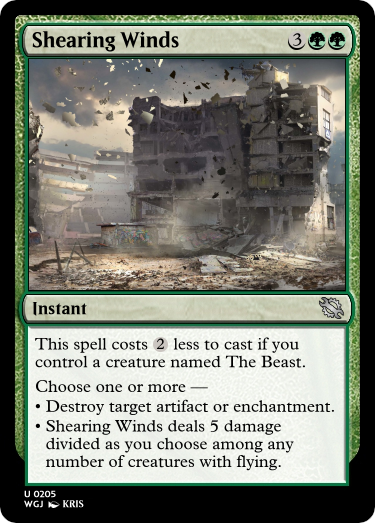 Shearing Winds 3
Instant
This spell costs 2 less to cast if you
control a creature named The Beast.
Choose one or more —
• Destroy target artifact or enchantment.
• Shearing Winds deals 5 damage
divided as you choose among any
number of creatures with flying.
U 0205
WGJ KRIS